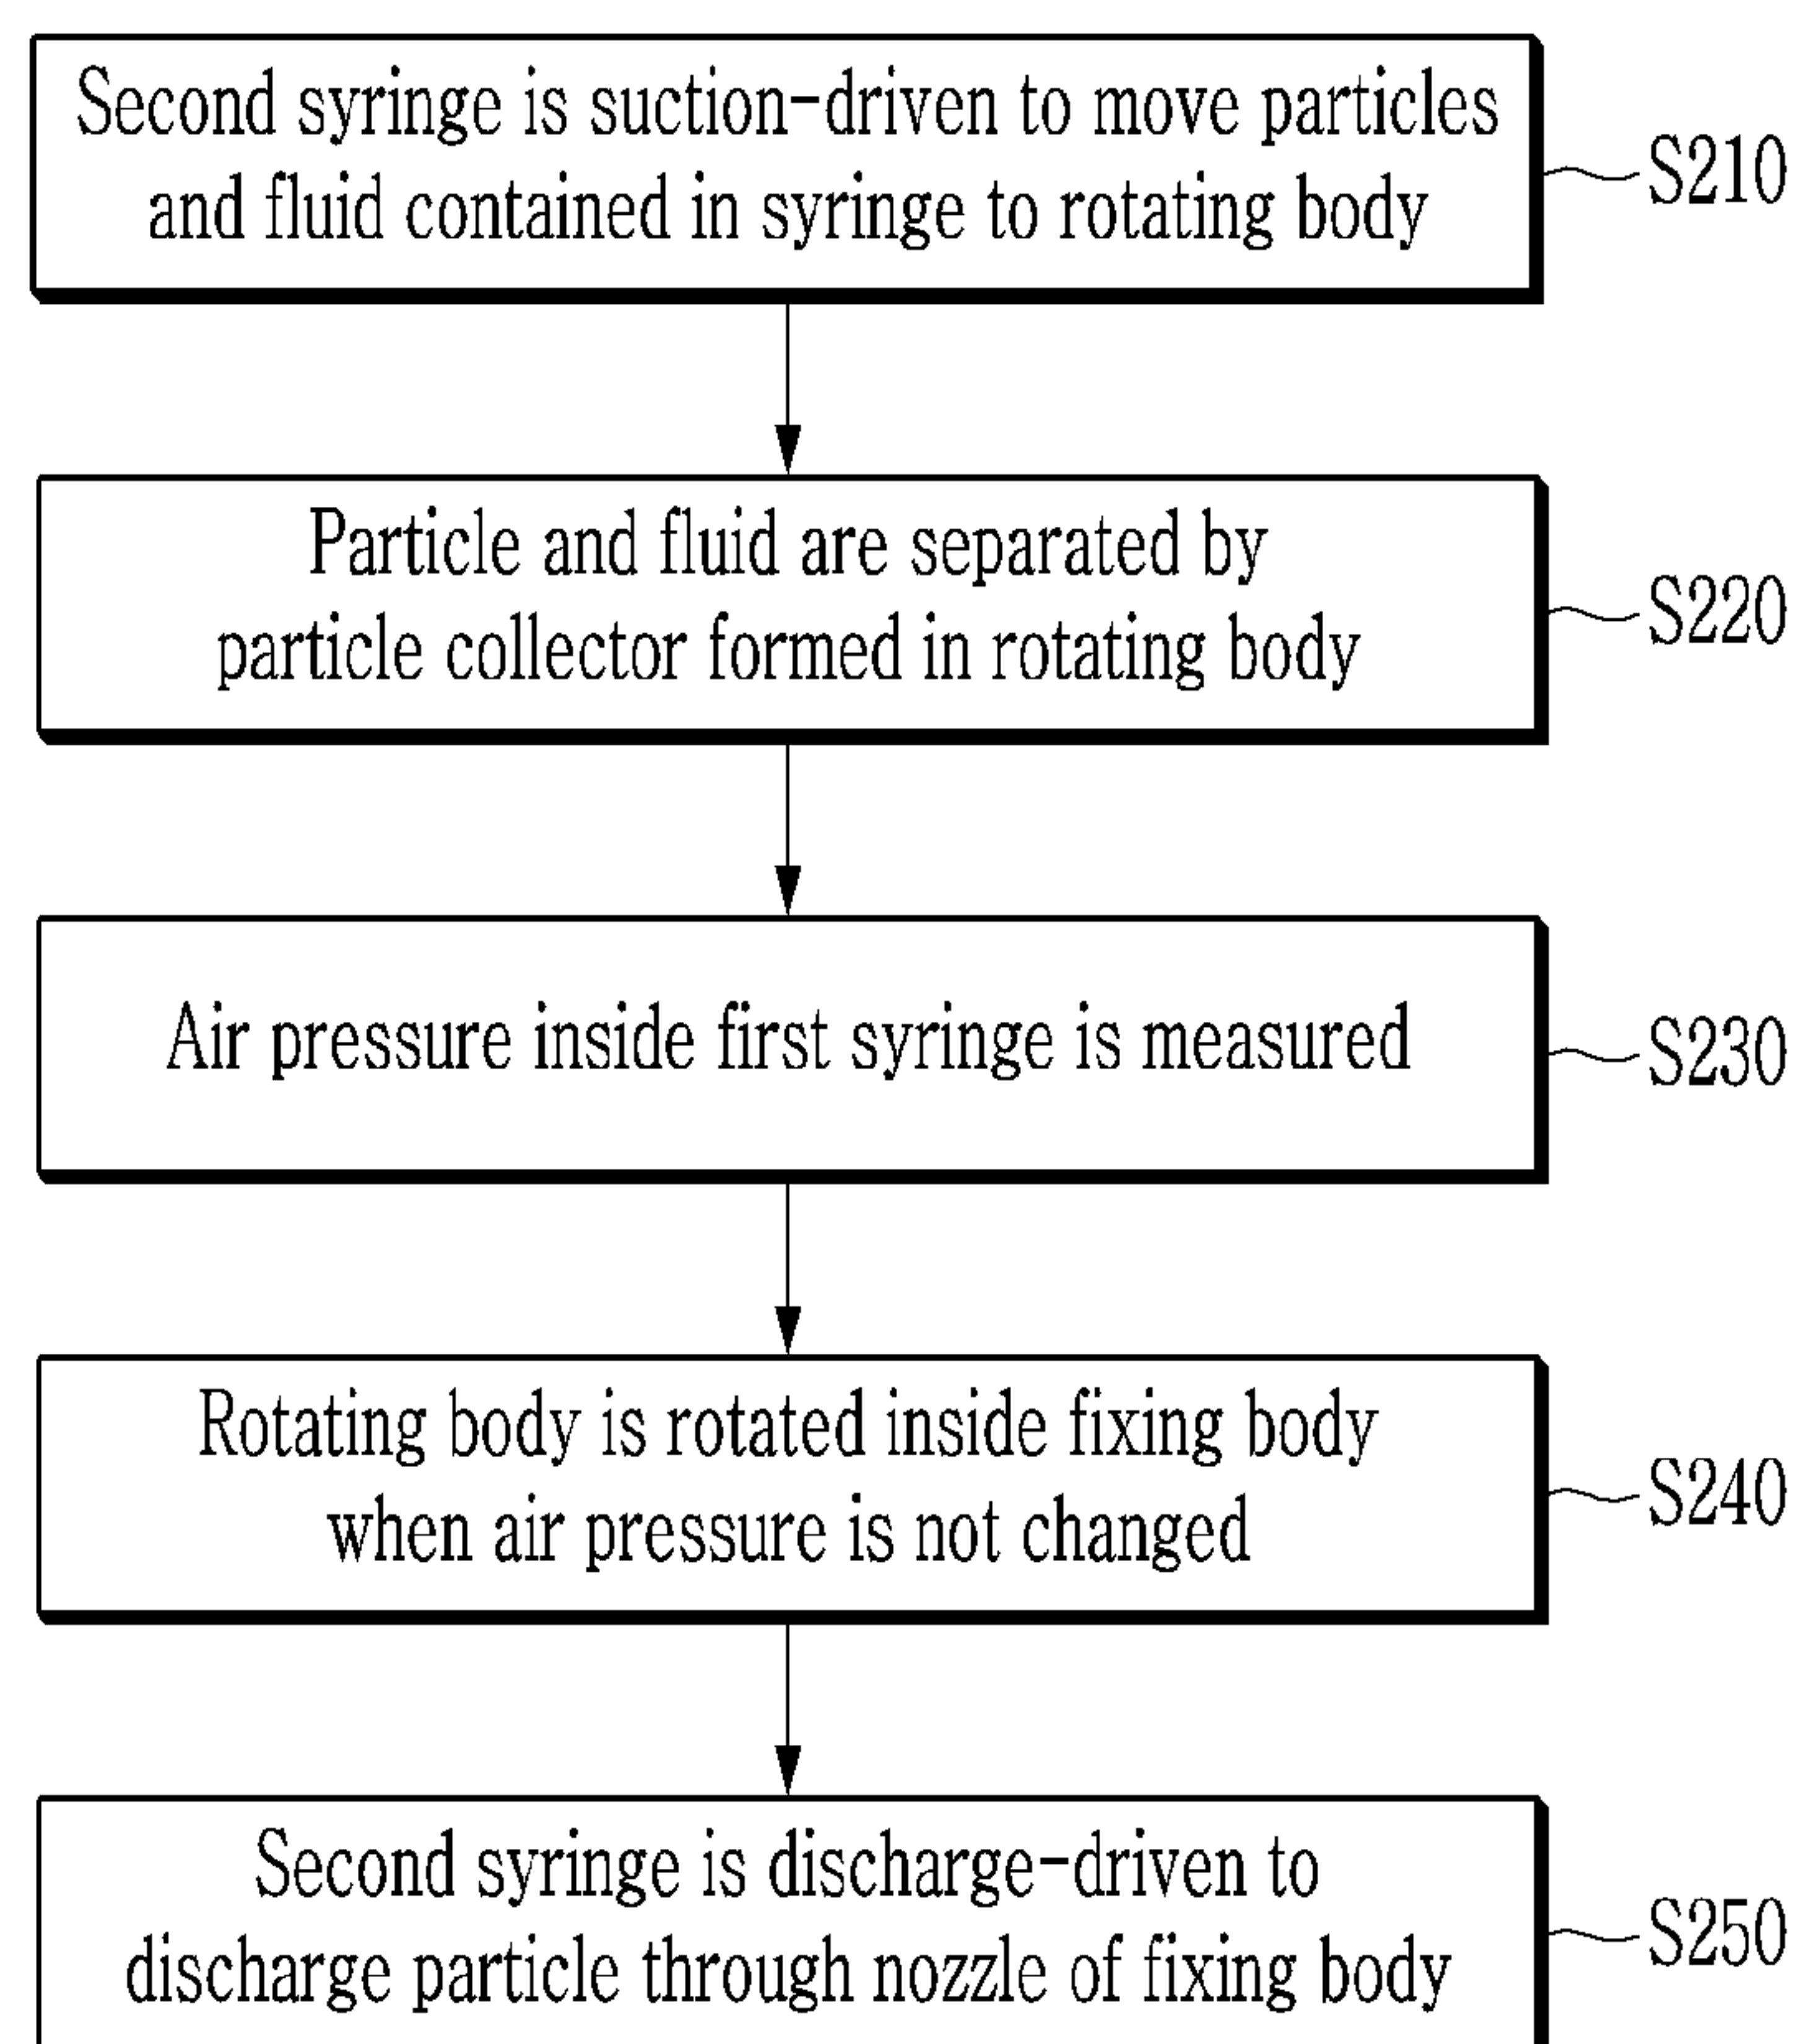 Second syringe is suction-driven to move particles
and fluid contained in syringe to rotating body
S210
Particle and fluid are separated by
particle collector formed in rotating body
S220
Air pressure inside first syringe is measured
S230
Rotating body is rotated inside fixing body
when air pressure is not changed
S240
Second syringe is discharge-driven to
discharge particle through nozzle of fixing body
S250